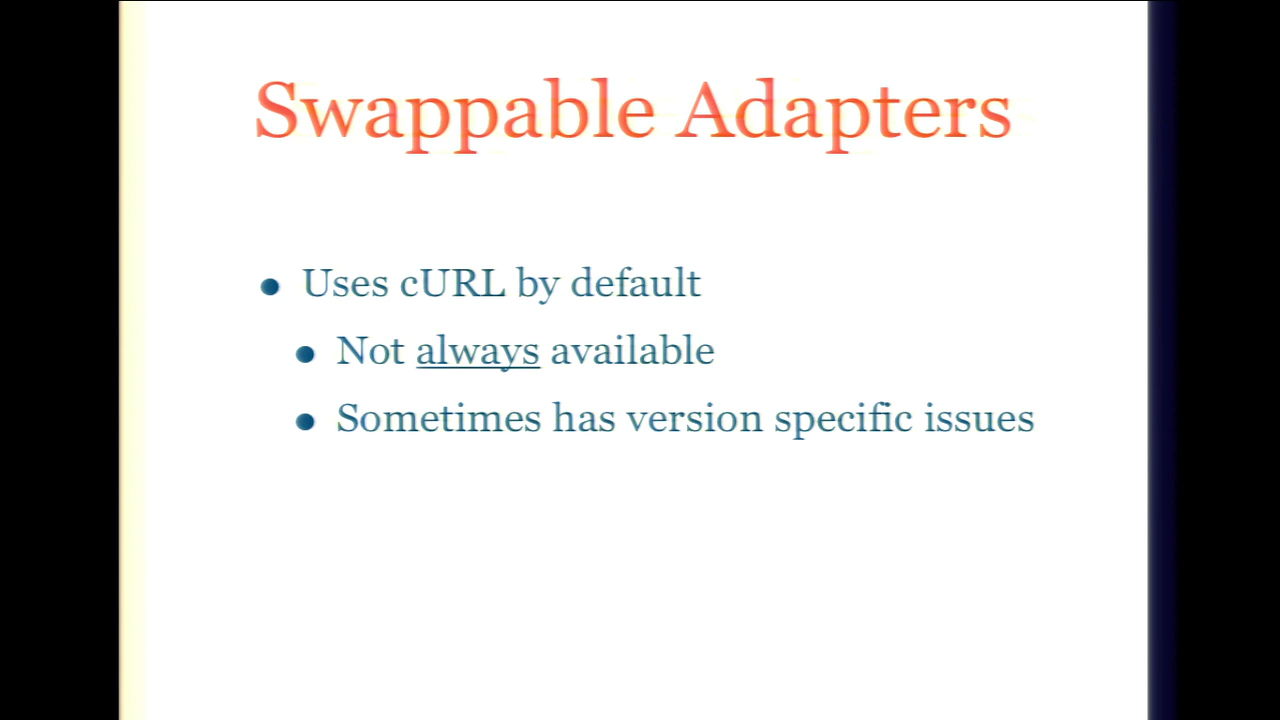 Swappable Adapters
Uses cURL by default
Not always available
Sometimes has version specific issues